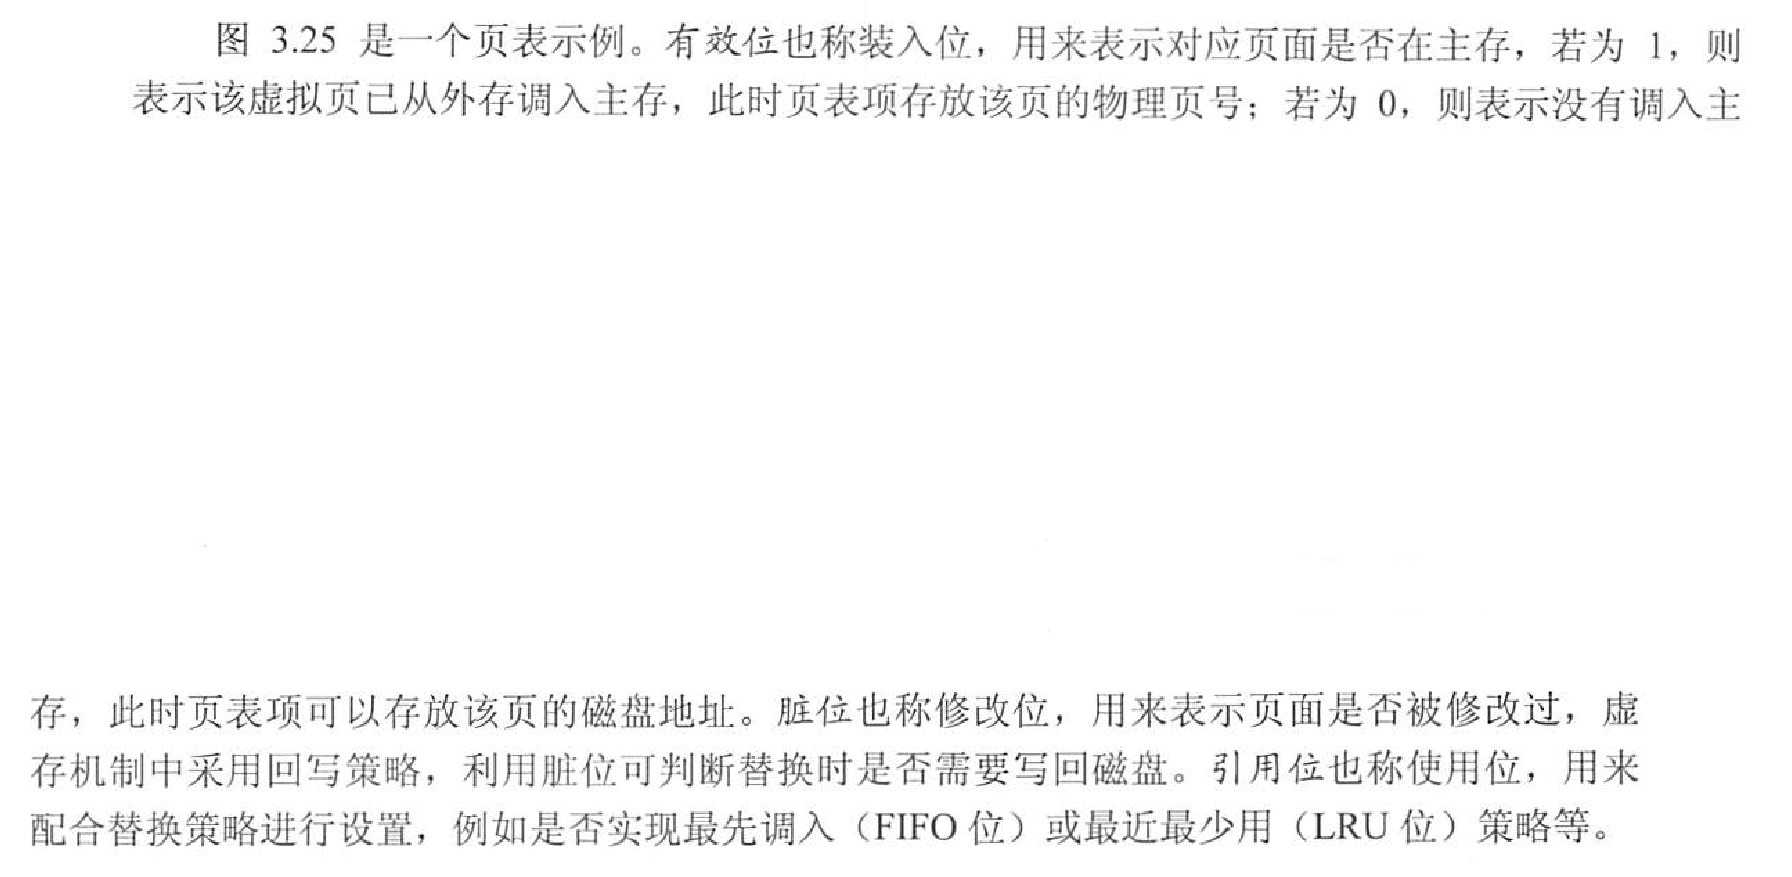 图 3.25 是一个页表示例。有效位也称装入位，用来表示对应页面是否在主存，若为 1，则
表示该虚拟页已从外存调入主存，此时页表项存放该页的物理页号；若为 0，则表示没有调入主
存，此时页表项可以存放该页的磁盘地址。脏位也称修改位，用来表示页面是否被修改过，虚
存机制中采用回写策略，利用脏位可判断替换时是否需要写回磁盘。引用位也称使用位，用来
配合替换策略进行设置，例如是否实现最先调入（FIFO 位）或最近最少用（LRU 位）策略等。